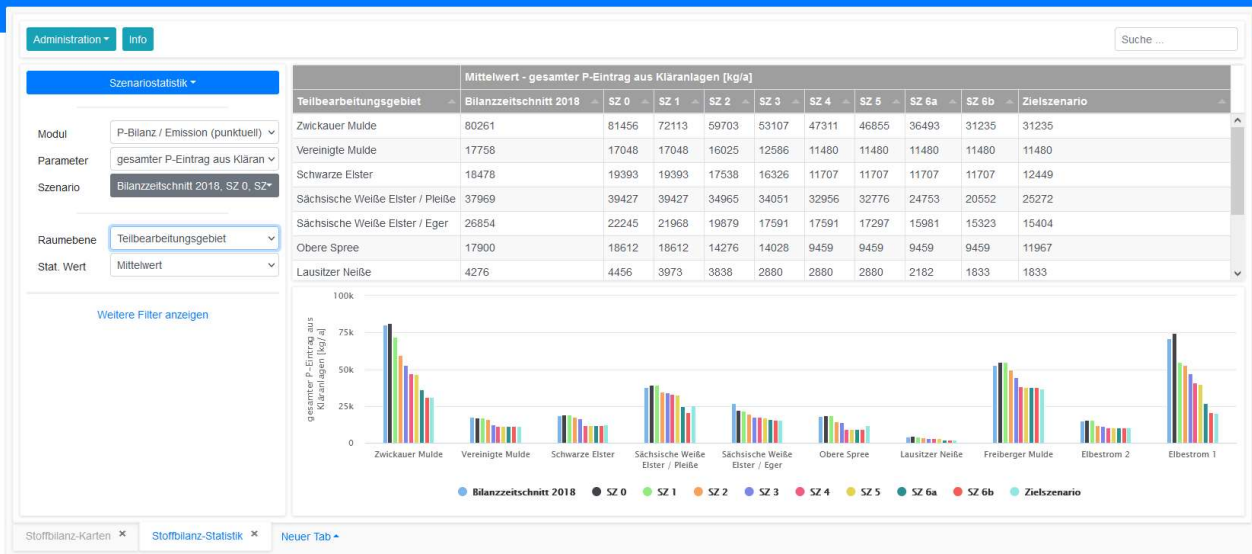 Administration Info Suche ...
Szenariostatistik
Modul P-Bilanz / Emission (punktuell)
Parameter gesamter P-Eintrag aus Kläran
Szenario Bilanzzeitschnitt 2018, SZ 0, SZ
Raumebene Teilbearbeitungsgebiet
Stat. Wert Mittelwert
Weitere Filter anzeigen
Mittelwert - gesamter P-Eintrag aus Kläranlagen [kg/a]
Teilbearbeitungsgebiet Bilanzzeitschnitt 2018 SZ 0 SZ 1 SZ 2 SZ 3 SZ 4 SZ 5 SZ 6a SZ 6b Zielszenario
Zwickauer Mulde 80261 81456 72113 59703 53107 47311 46855 36493 31235 31235
Vereinigte Mulde 17758 17048 17048 16025 12586 11480 11480 11480 11480 11480
Schwarze Elster 18478 19393 19393 17538 16326 11707 11707 11707 11707 12449
Sächsische Weiße Elster / Pleiße 37969 39427 39427 34965 34051 32956 32776 24753 20552 25272
Sächsische Weiße Elster / Eger 26854 22245 21968 19879 17591 17591 17297 15981 15323 15404
Obere Spree 17900 18612 18612 14276 14028 9459 9459 9459 9459 11967
Lausitzer Neiße 4276 4456 3973 3838 2880 2880 2880 2182 1833 1833
gesamter P-Eintrag aus
Kläranlagen [kg/a]
100k
75k
50k
25k
0
Zwickauer Mulde Vereinigte Mulde Schwarze Elster Sächsische Weiße Sächsische Weiße Obere Spree Lausitzer Neiße Freiberger Mulde Elbestrom 2 Elbestrom 1
Elster / Pleiße Elster / Eger
Bilanzzeitschnitt 2018 SZ 0 SZ 1 SZ 2 SZ 3 SZ 4 SZ 5 SZ 6a SZ 6b Zielszenario
Stoffbilanz-Karten × Stoffbilanz-Statistik × Neuer Tab